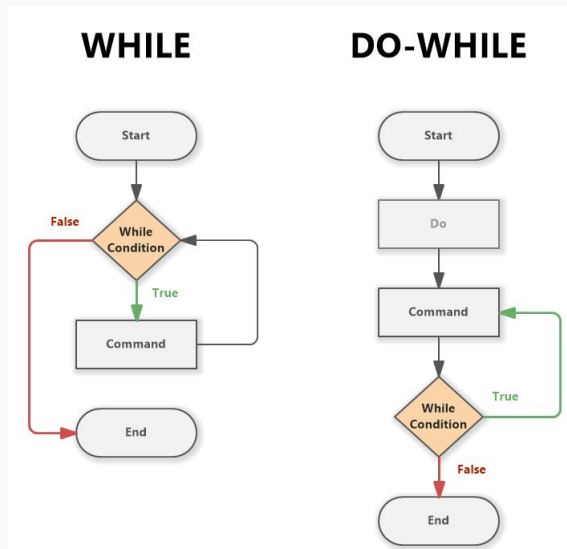 WHILE
Start
False
While
Condition
True
Command
End
DO-WHILE
Start
Do
Command
While
Condition
True
False
End